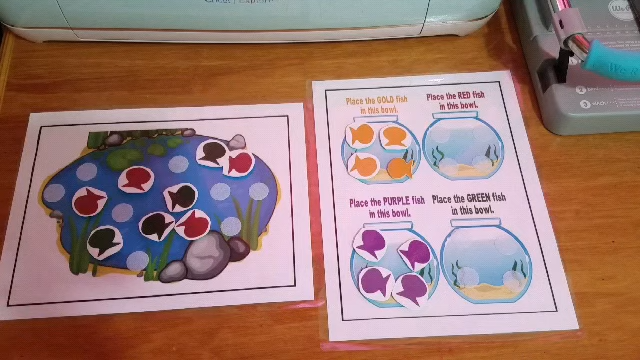 Place the GOLD fish
in this bowl.
Place the RED fish
in this bowl.
Place the PURPLE fish
in this bowl.
Place the GREEN fish
in this bowl.